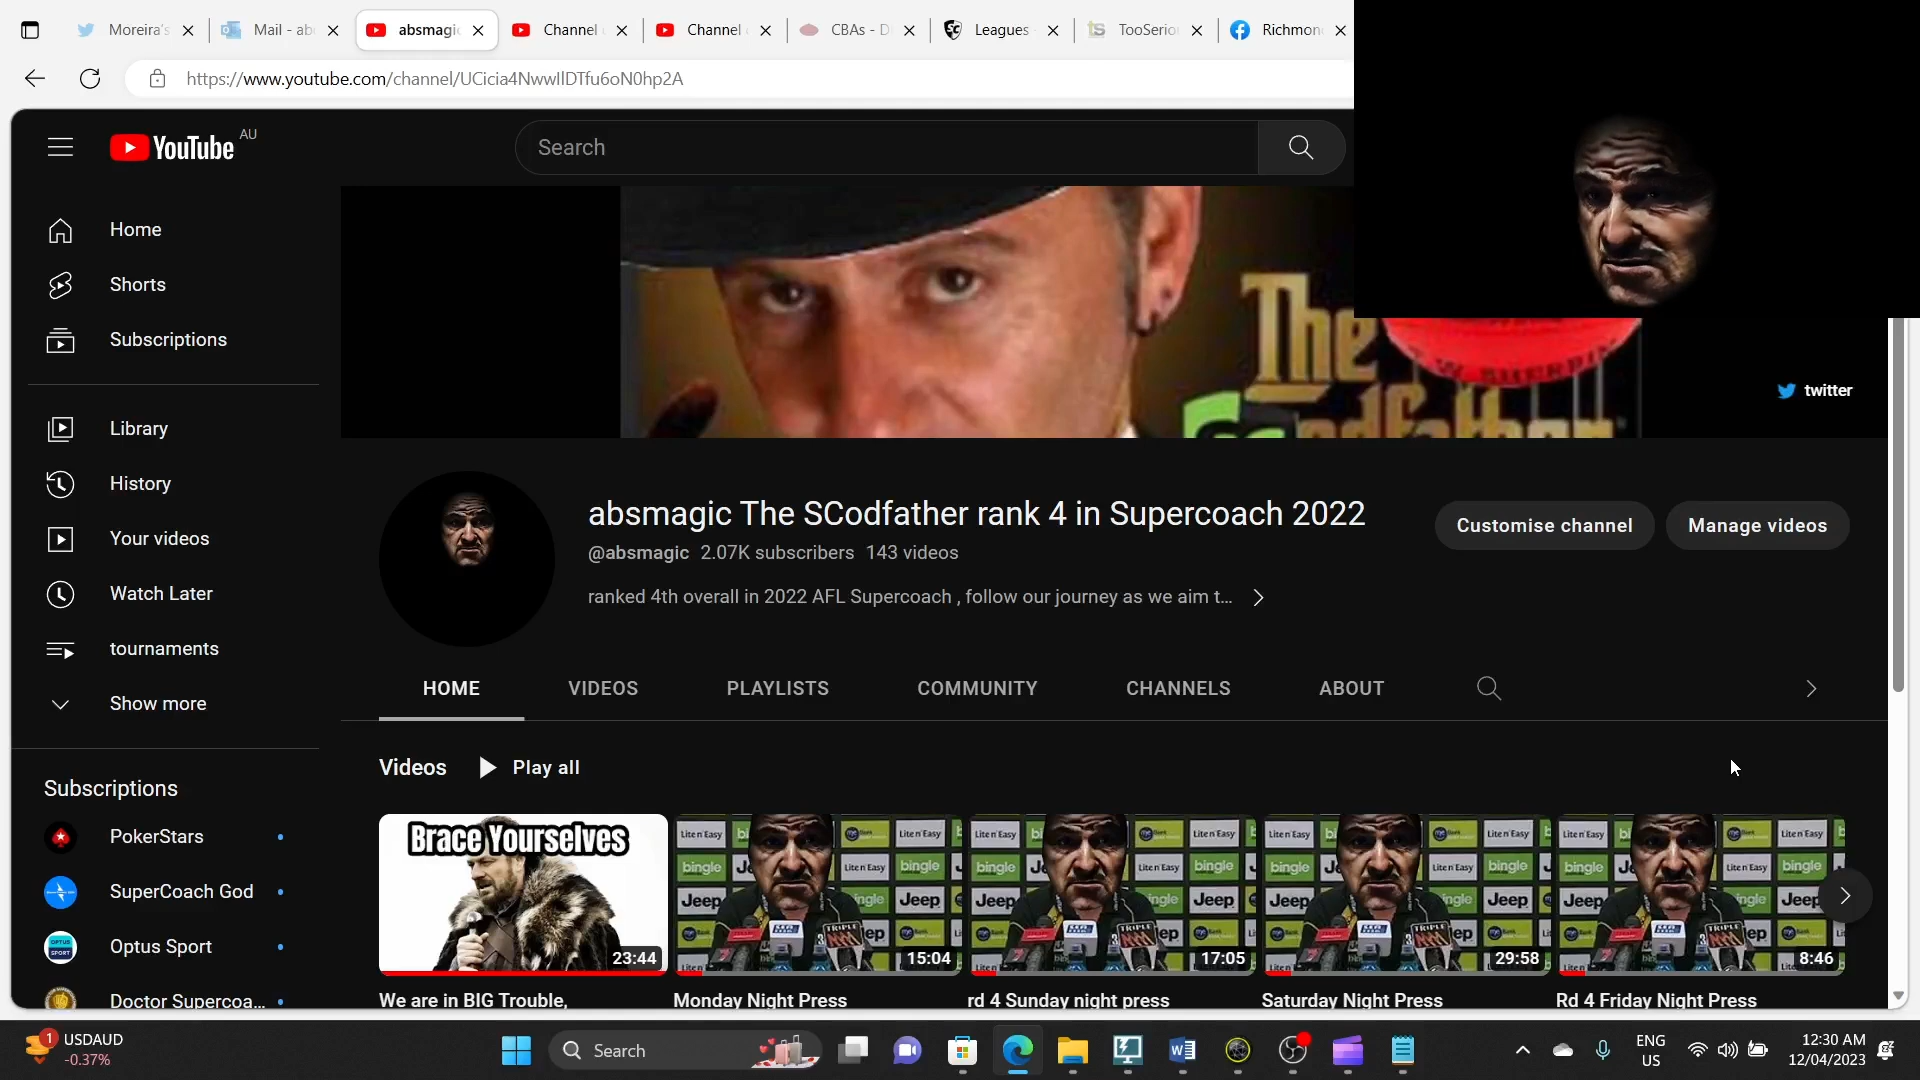 Moreira's
Mail - ab
absmagic
Channel
Channel
CBAs - D
Leagues
TooSerio
Richmon
https://www.youtube.com/channel/UCicia4NwwIlDTfu6oN0hp2A
YouTube AU
Search
Home
Shorts
Subscriptions
Library
History
Your videos
Watch Later
tournaments
Show more
Subscriptions
PokerStars
SuperCoach God
Optus Sport
Doctor Supercoa...
The
twitter
absmagic The SCodfather rank 4 in Supercoach 2022
@absmagic 2.07K subscribers 143 videos
ranked 4th overall in 2022 AFL Supercoach , follow our journey as we aim t...
Customise channel
Manage videos
HOME VIDEOS PLAYLISTS COMMUNITY CHANNELS ABOUT
Videos Play all
Brace Yourselves
23:44
15:04
17:05
29:58
8:46
We are in BIG Trouble,
Monday Night Press
rd 4 Sunday night press
Saturday Night Press
Rd 4 Friday Night Press
1
USDAUD
-0.37%
Search
ENG
US
12:30 AM
12/04/2023